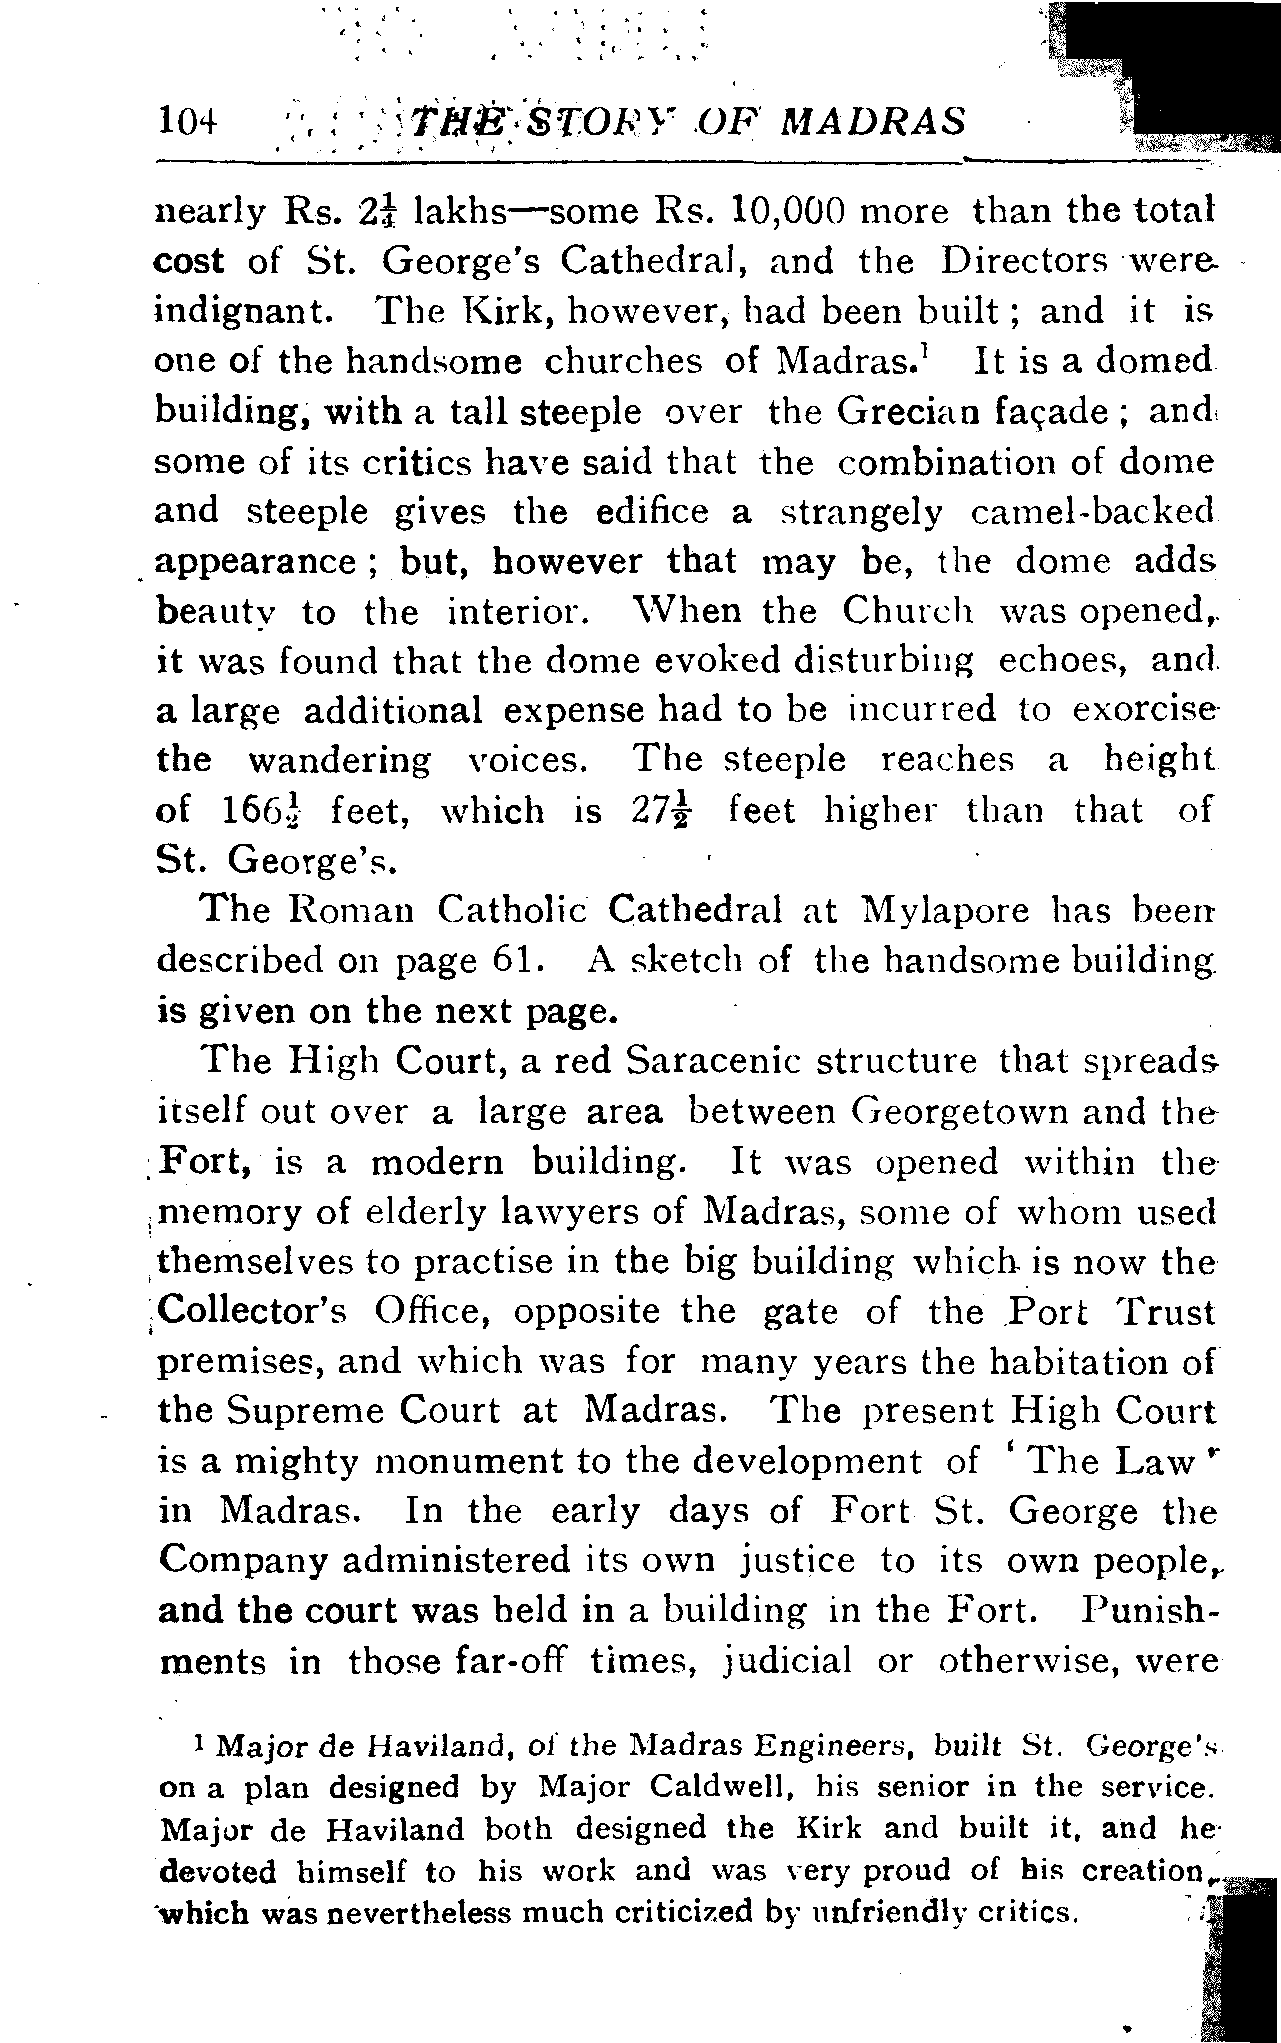 104 THE STORY OF MADRAS
nearly Rs. 2¼ lakhs—some Rs. 10,000 more than the total
cost of St. George's Cathedral, and the Directors were
indignant. The Kirk, however, had been built ; and it is
one of the handsome churches of Madras.¹ It is a domed
building, with a tall steeple over the Grecian façade ; and
some of its critics have said that the combination of dome
and steeple gives the edifice a strangely camel-backed
appearance ; but, however that may be, the dome adds
beauty to the interior. When the Church was opened,
it was found that the dome evoked disturbing echoes, and
a large additional expense had to be incurred to exorcise
the wandering voices. The steeple reaches a height
of 166½ feet, which is 27½ feet higher than that of
St. George's.
The Roman Catholic Cathedral at Mylapore has been
described on page 61. A sketch of the handsome building
is given on the next page.
The High Court, a red Saracenic structure that spreads
itself out over a large area between Georgetown and the
Fort, is a modern building. It was opened within the
memory of elderly lawyers of Madras, some of whom used
themselves to practise in the big building which is now the
Collector's Office, opposite the gate of the Port Trust
premises, and which was for many years the habitation of
the Supreme Court at Madras. The present High Court
is a mighty monument to the development of ‘ The Law ’
in Madras. In the early days of Fort St. George the
Company administered its own justice to its own people,
and the court was held in a building in the Fort. Punish-
ments in those far-off times, judicial or otherwise, were
¹ Major de Haviland, of the Madras Engineers, built St. George's
on a plan designed by Major Caldwell, his senior in the service.
Major de Haviland both designed the Kirk and built it, and he
devoted himself to his work and was very proud of his creation,
which was nevertheless much criticized by unfriendly critics.